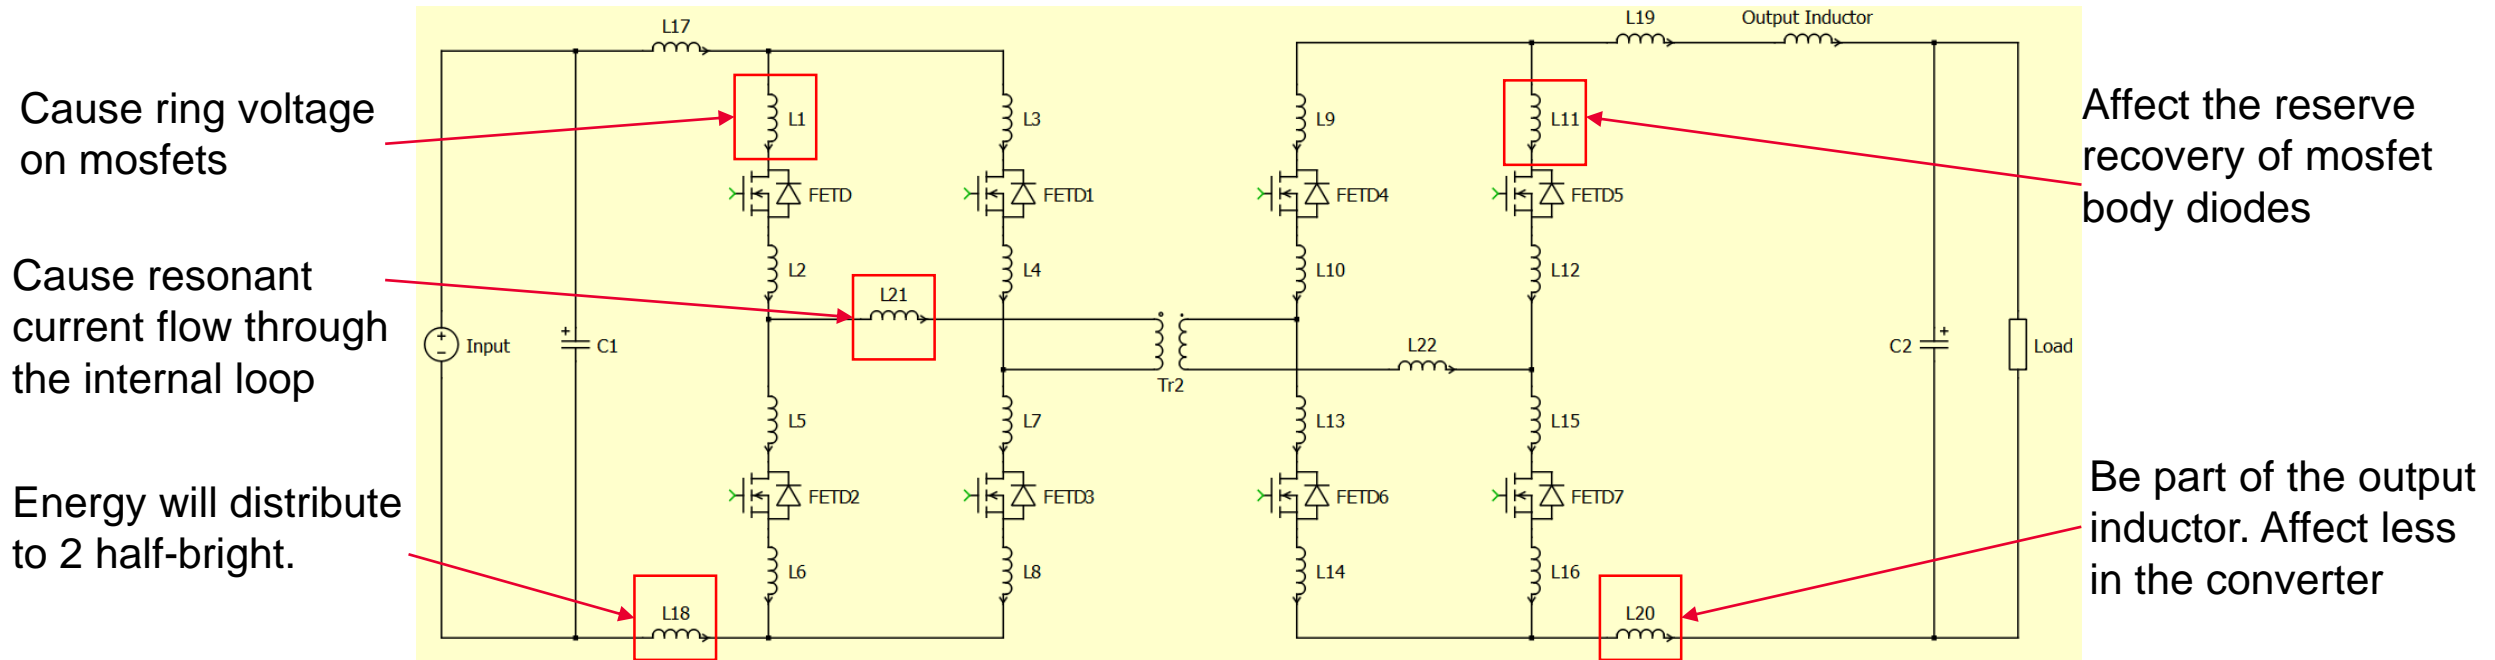 Cause ring voltage
on mosfets
Cause resonant
current flow through
the internal loop
Energy will distribute
to 2 half-bright.
L17
L19
Output Inductor
L1
L3
L9
L11
FETD
FETD1
FETD4
FETD5
L2
L4
L10
L12
L21
Input
C1
Tr2
L22
C2
Load
L5
L7
L13
L15
FETD2
FETD3
FETD6
FETD7
L6
L8
L14
L16
L18
L20
Affect the reserve
recovery of mosfet
body diodes
Be part of the output
inductor. Affect less
in the converter